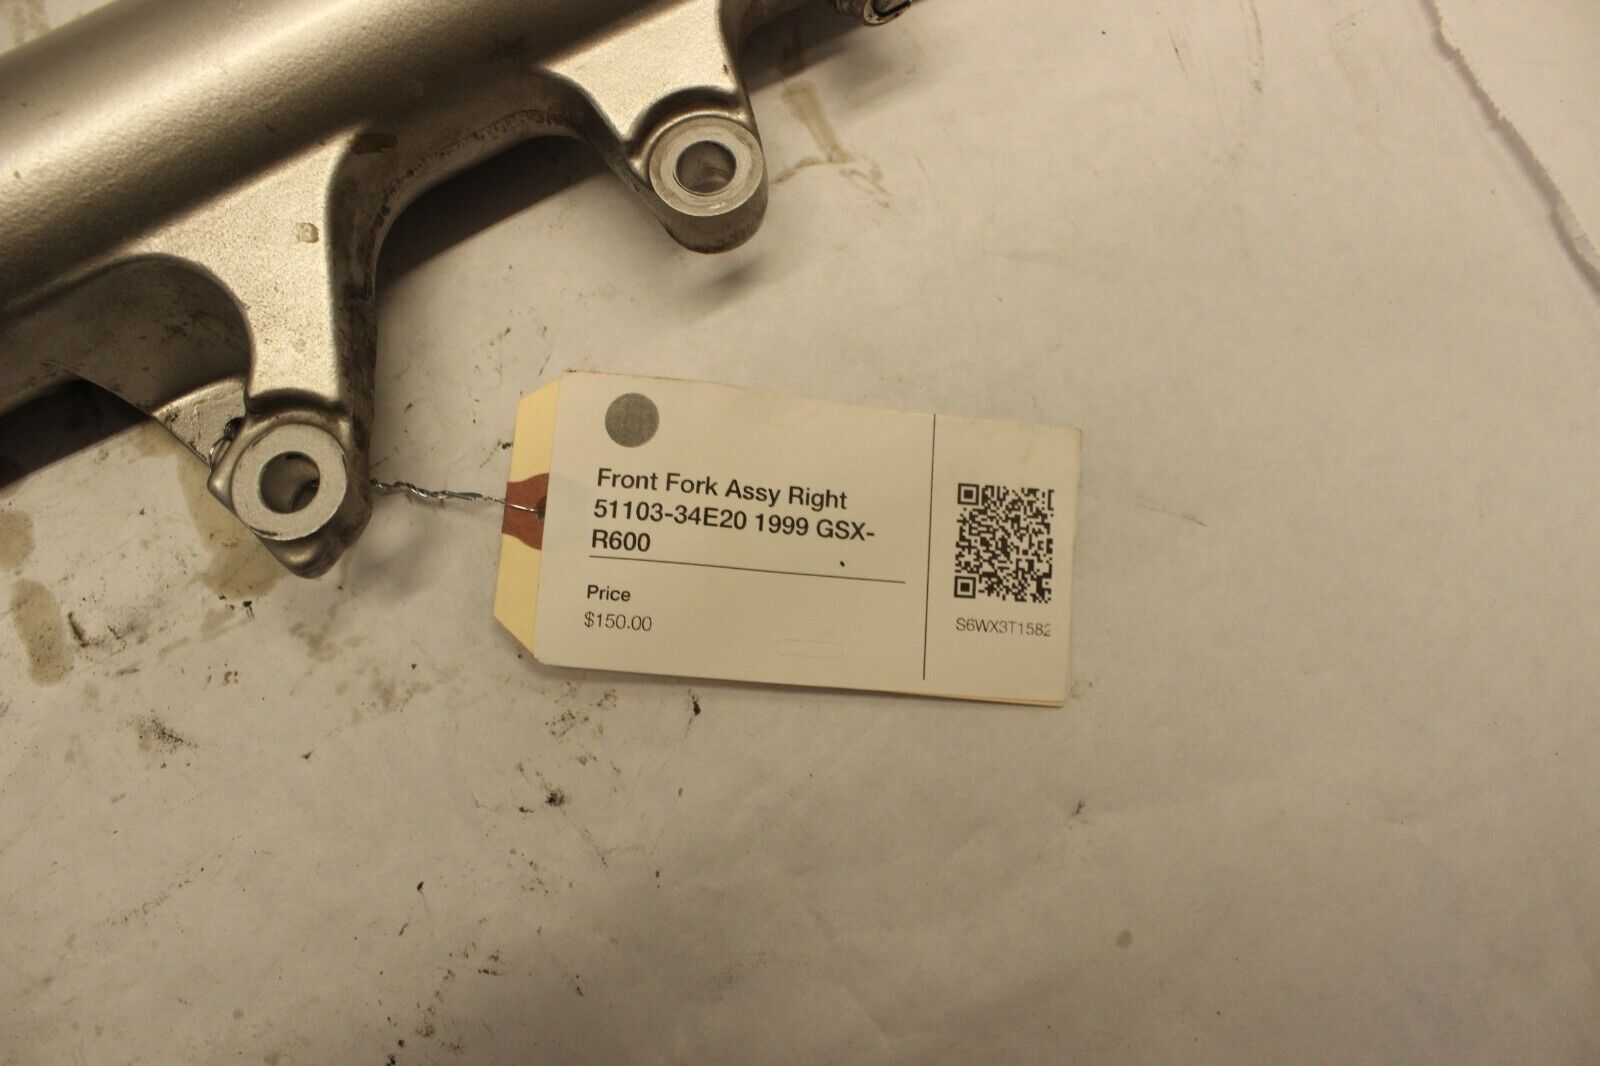 Front Fork Assy Right
51103-34E20 1999 GSX-
R600
Price
$150.00
S6WX3T1582